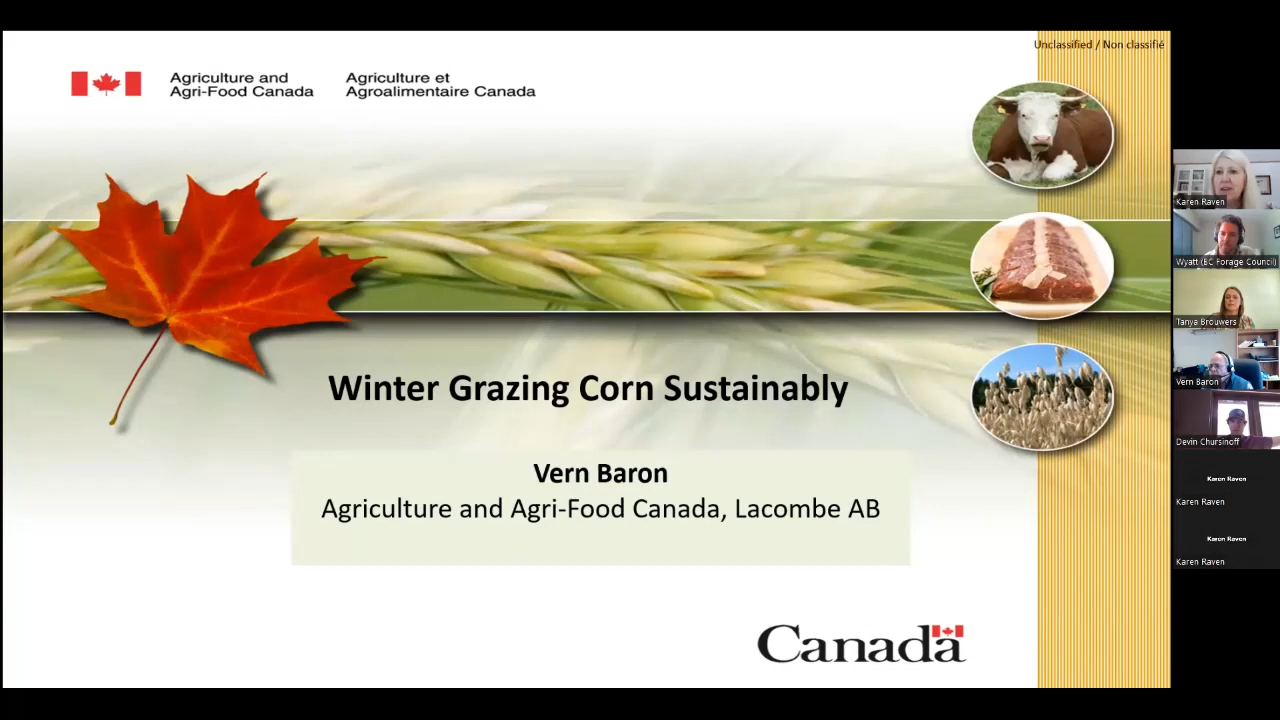 Unclassified / Non classifié
Agriculture and
Agri-Food Canada
Agriculture et
Agroalimentaire Canada
Winter Grazing Corn Sustainably
Vern Baron
Agriculture and Agri-Food Canada, Lacombe AB
Canada
Karen Raven
Wyatt (BC Forage Council)
Tanya Brouwers
Vern Baron
Devin Chursinoff
Karen Raven
Karen Raven
Karen Raven
Karen Raven